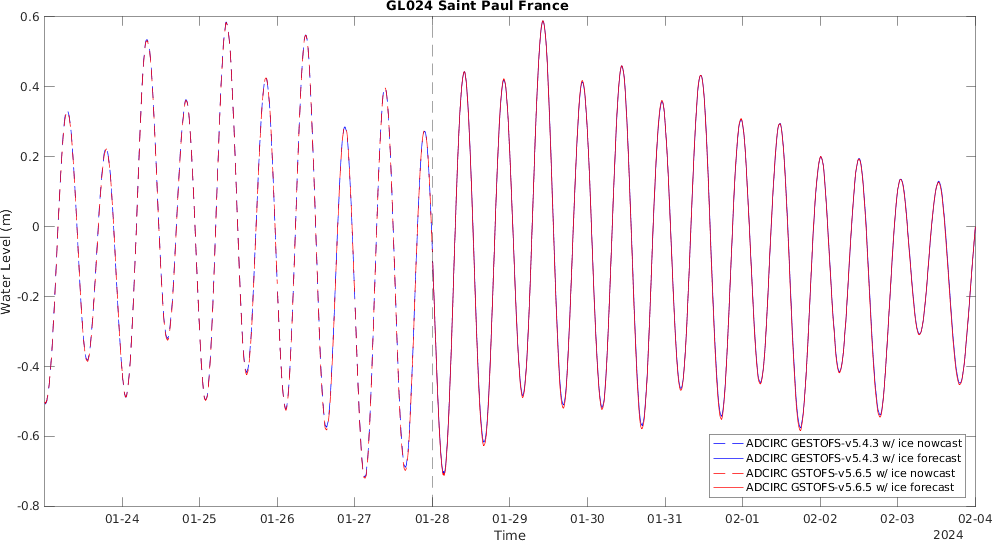 GL024 Saint Paul France
Water Level (m)
0.6
0.4
0.2
0
-0.2
-0.4
-0.6
-0.8
ADCIRC GESTOFS-v5.4.3 w/ ice nowcast
ADCIRC GESTOFS-v5.4.3 w/ ice forecast
ADCIRC GSTOFS-v5.6.5 w/ ice nowcast
ADCIRC GSTOFS-v5.6.5 w/ ice forecast
01-24 01-25 01-26 01-27 01-28 01-29 01-30 01-31 02-01 02-02 02-03 02-04
Time
2024